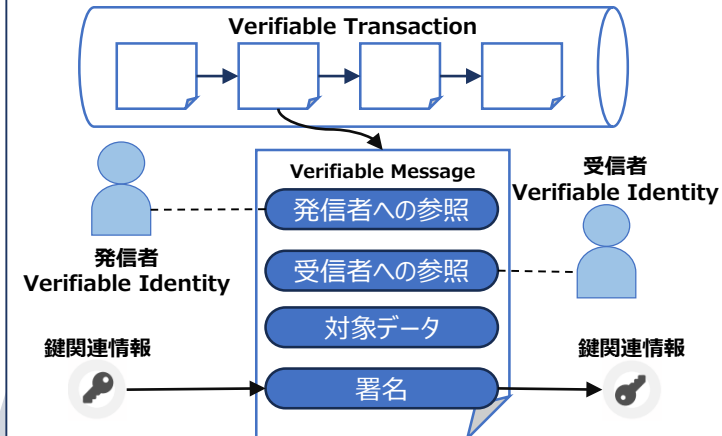 Verifiable Transaction
Verifiable Message
発信者への参照
受信者への参照
対象データ
署名
発信者
Verifiable Identity
受信者
Verifiable Identity
鍵関連情報
鍵関連情報